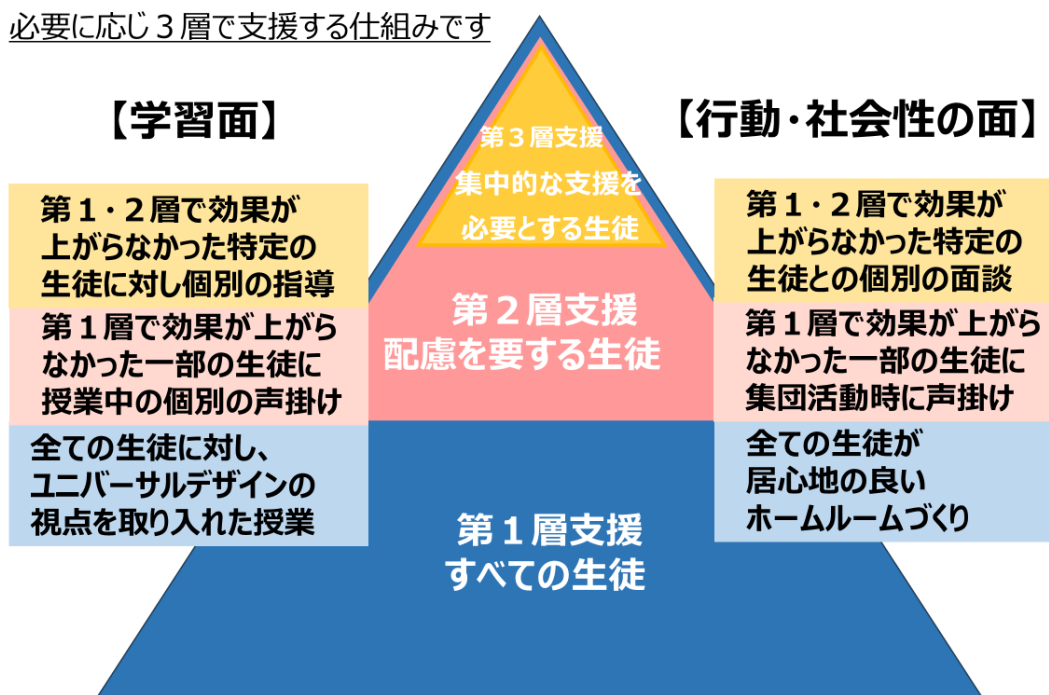 必要に応じ３層で支援する仕組みです
【学習面】
第１・２層で効果が
上がらなかった特定の
生徒に対し個別の指導
第１層で効果が上がら
なかった一部の生徒に
授業中の個別の声掛け
全ての生徒に対し、
ユニバーサルデザインの
視点を取り入れた授業
第３層支援
集中的な支援を
必要とする生徒
第２層支援
配慮を要する生徒
第１層支援
すべての生徒
【行動・社会性の面】
第１・２層で効果が
上がらなかった特定の
生徒との個別の面談
第１層で効果が上がら
なかった一部の生徒に
集団活動時に声掛け
全ての生徒が
居心地の良い
ホームルームづくり